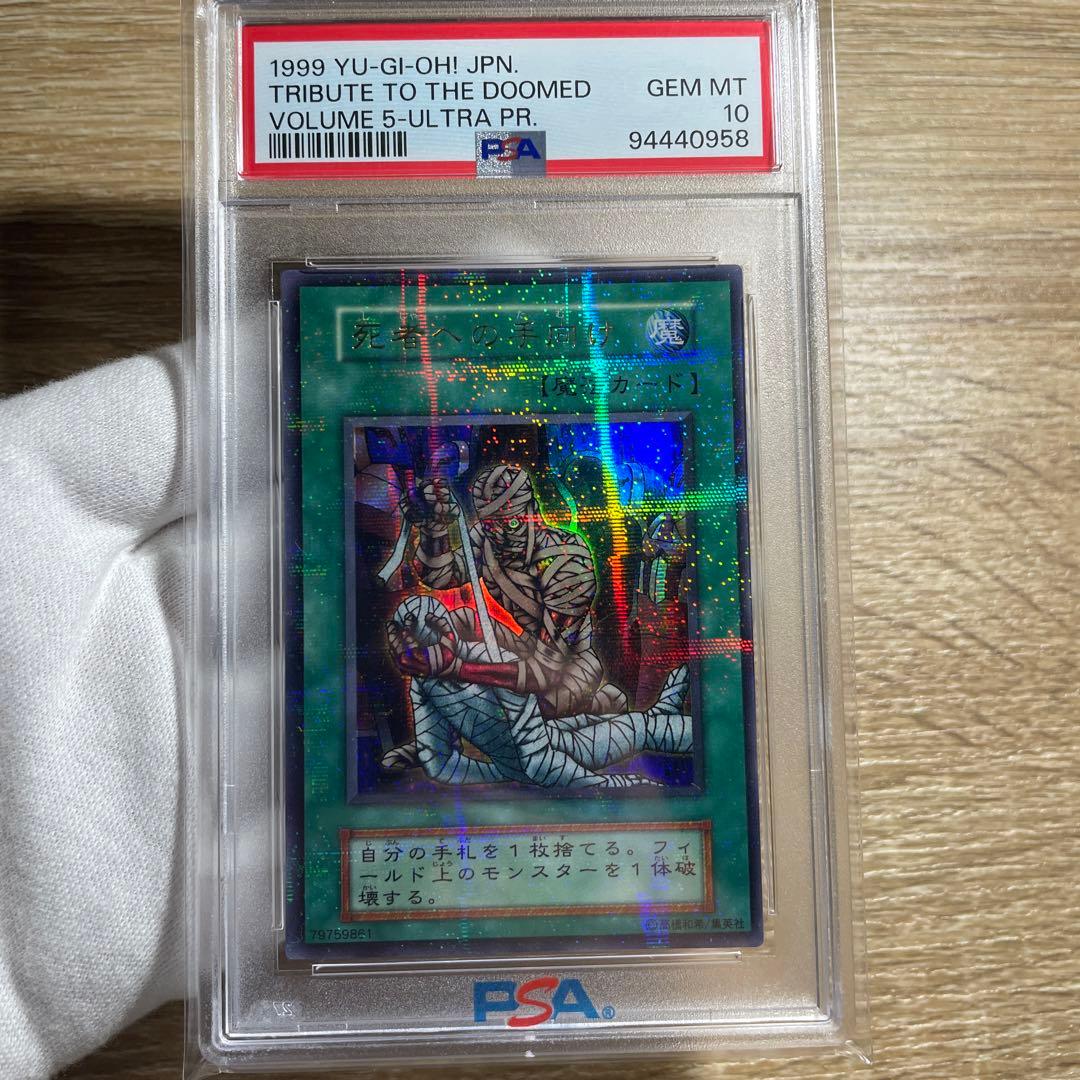 1999 YU-GI-OH! JPN.
TRIBUTE TO THE DOOMED
VOLUME 5-ULTRA PR.
GEM MT
10
94440958
PSA
死者への手向け
魔
【魔法カード】
自分の手札を1枚捨てる。フィ
ールド上のモンスターを1体破
壊する。
79759861
©高橋和希/集英社
PSA®